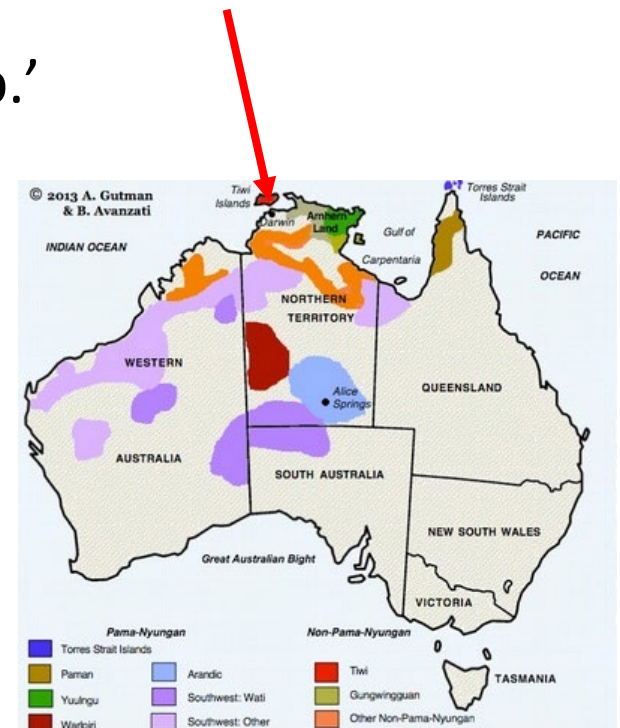 .’
© 2013 A. Gutman
& B. Avanzati
Tiwi
Islands
Torres Strait
Islands
Darwin
Arnhem
Land
Gulf of
Carpentaria
PACIFIC
OCEAN
INDIAN OCEAN
NORTHERN
TERRITORY
WESTERN
AUSTRALIA
Alice
Springs
QUEENSLAND
SOUTH AUSTRALIA
NEW SOUTH WALES
Great Australian Bight
VICTORIA
TASMANIA
Pama-Nyungan
Non-Pama-Nyungan
Torres Strait Islands
Paman
Arandic
Tiwi
Yuulngu
Southwest: Wati
Gungwingguan
Warlpiri
Southwest: Other
Other Non-Pama-Nyungan